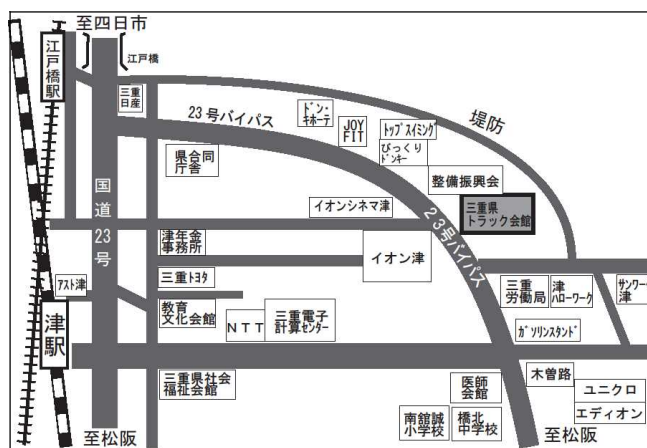 至四日市
江戸橋駅
江戸橋
三重
日産
23号バイパス
ドン・
キホーテ
JOY
FIT
トップスイミング
びっくり
ドンキー
堤防
整備振興会
三重県
トラック会館
県合同
庁舎
国道23号
イオンシネマ津
津年金
事務所
イオン津
23号バイパス
三重トヨタ
アスト津
教育
文化会館
NTT
三重電子
計算センター
三重
労働局
津
ハローワーク
サンワーク
津
ガソリンスタンド
津駅
三重県社会
福祉会館
医師
会館
木曽路
ユニクロ
エディオン
南舘誠
小学校
橋北
中学校
至松阪
至松阪